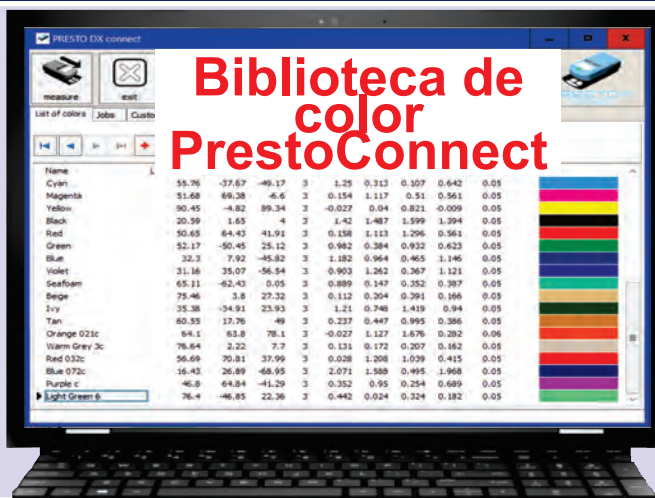 PRESTO DX connect
Biblioteca de
color
PrestoConnect
measure exit
List of colors Jobs Custo
Name L
Cyan 55.76 -37.67 -49.17 3 1.25 0.313 0.107 0.642 0.05
Magenta 51.68 69.38 -6.6 3 0.154 1.117 0.51 0.561 0.05
Yellow 90.45 -4.82 89.34 3 -0.027 0.04 0.821 -0.009 0.05
Black 20.59 1.65 4 3 1.42 1.487 1.599 1.394 0.05
Red 50.65 64.43 41.91 3 0.158 1.113 1.296 0.561 0.05
Green 52.17 -50.45 25.12 3 0.982 0.384 0.932 0.623 0.05
Blue 32.3 7.92 -45.82 3 1.182 0.964 0.465 1.146 0.05
Violet 31.16 35.07 -56.54 3 0.903 1.262 0.367 1.121 0.05
Seafoam 65.11 -62.43 0.05 3 0.889 0.147 0.352 0.387 0.05
Beige 75.46 3.8 27.32 3 0.112 0.204 0.391 0.166 0.05
Ivy 35.38 -34.91 23.93 3 1.21 0.748 1.419 0.94 0.05
Tan 60.55 17.76 49 3 0.237 0.447 0.995 0.386 0.05
Orange 021c 64.1 63.8 78.1 3 -0.027 1.127 1.676 0.282 0.06
Warm Grey 3c 76.64 2.22 7.7 3 0.131 0.172 0.207 0.162 0.05
Red 032c 56.69 70.81 37.99 3 0.028 1.208 1.039 0.415 0.05
Blue 072c 16.43 26.89 -68.95 3 2.071 1.588 0.495 1.968 0.05
Purple c 46.8 64.84 -41.29 3 0.352 0.95 0.254 0.689 0.05
Light Green 6 76.4 -46.85 22.36 3 0.442 0.024 0.324 0.182 0.05